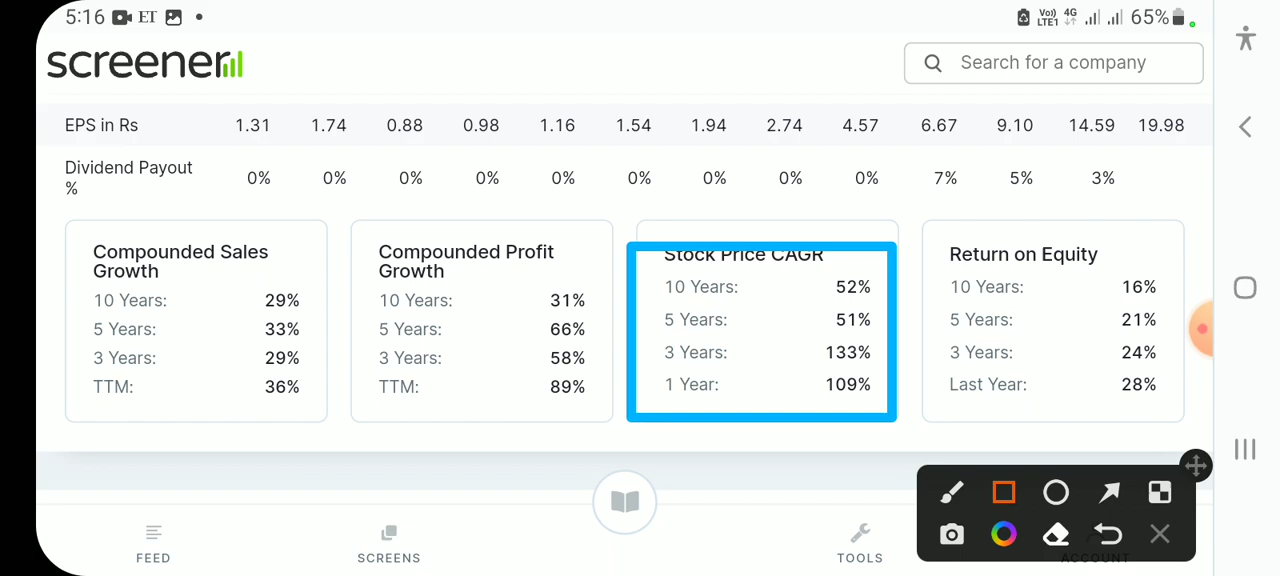 5:16 ET
Vo)) 4G
LTE1 65%
screener
Search for a company
EPS in Rs 1.31 1.74 0.88 0.98 1.16 1.54 1.94 2.74 4.57 6.67 9.10 14.59 19.98
Dividend Payout
% 0% 0% 0% 0% 0% 0% 0% 0% 0% 7% 5% 3%
Compounded Sales
Growth
10 Years: 29%
5 Years: 33%
3 Years: 29%
TTM: 36%
Compounded Profit
Growth
10 Years: 31%
5 Years: 66%
3 Years: 58%
TTM: 89%
Stock Price CAGR
10 Years: 52%
5 Years: 51%
3 Years: 133%
1 Year: 109%
Return on Equity
10 Years: 16%
5 Years: 21%
3 Years: 24%
Last Year: 28%
FEED
SCREENS
TOOLS
ACCOUNT